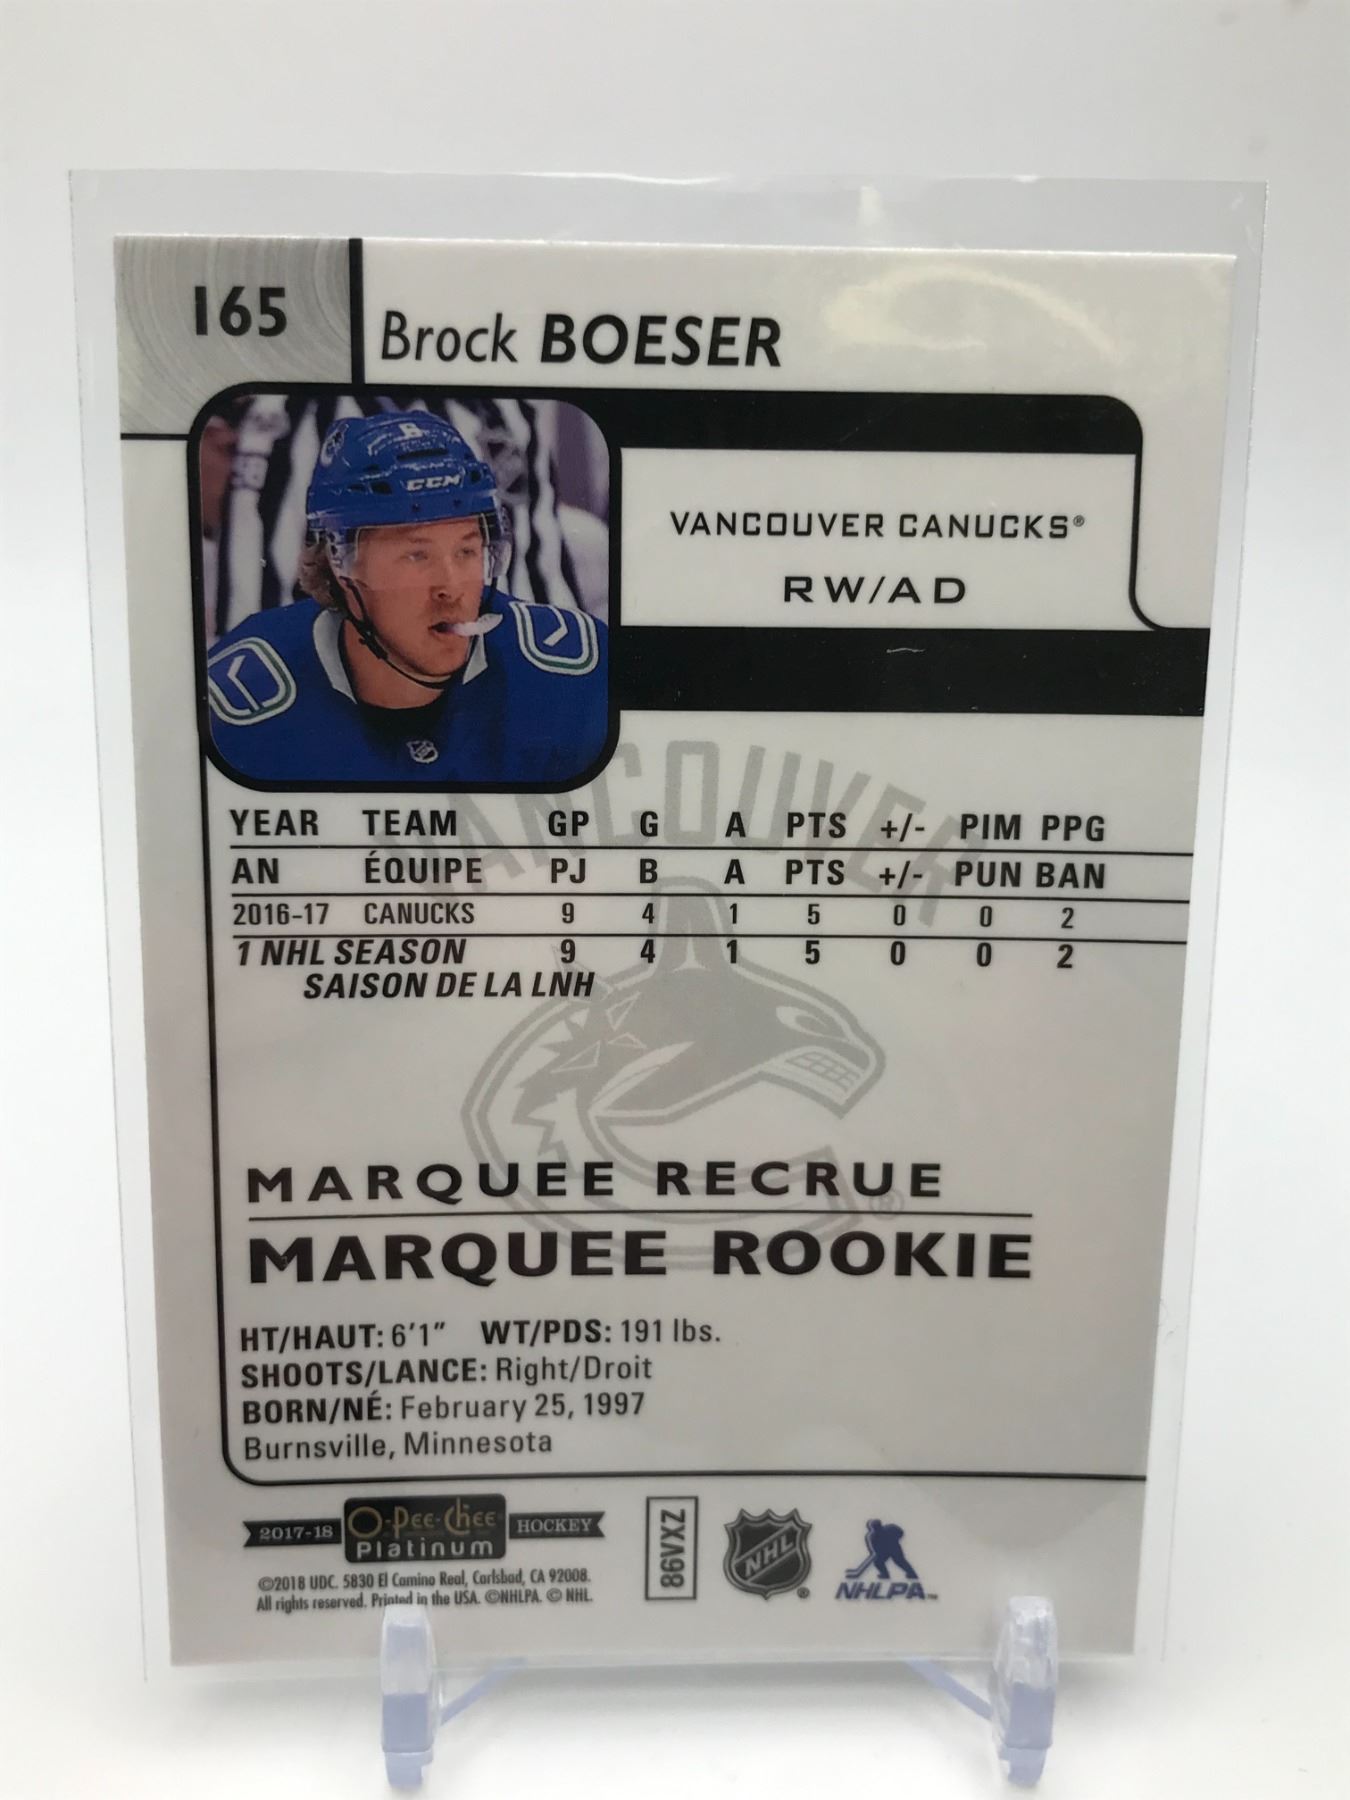 165
Brock BOESER
6
CCM
VANCOUVER CANUCKS®
RW/AD
VANCOUVER
YEAR TEAM GP G A PTS +/- PIM PPG
AN ÉQUIPE PJ B A PTS +/- PUN BAN
2016-17 CANUCKS 9 4 1 5 0 0 2
1 NHL SEASON 9 4 1 5 0 0 2
SAISON DE LA LNH
MARQUEE RECRUE
®
MARQUEE ROOKIE
HT/HAUT: 6'1" WT/PDS: 191 lbs.
SHOOTS/LANCE: Right/Droit
BORN/NÉ: February 25, 1997
Burnsville, Minnesota
2017-18 O-Pee-Chee Platinum HOCKEY
86VXZ
NHL ®
NHLPA™
©2018 UDC. 5830 El Camino Real, Carlsbad, CA 92008.
All rights reserved. Printed in the USA. ©NHLPA. © NHL.